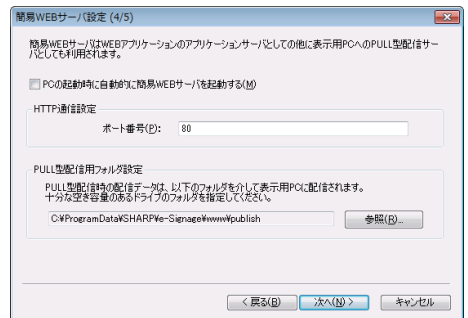 簡易WEBサーバ設定 (4/5)
簡易WEBサーバはWEBアプリケーションのアプリケーションサーバとしての他に表示用PCへのPULL型配信サー
バとしても利用されます。
PCの起動時に自動的に簡易WEBサーバを起動する(M)
HTTP通信設定
ポート番号(P): 80
PULL型配信用フォルダ設定
PULL型配信時の配信データは、以下のフォルダを介して表示用PCに配信されます。
十分な空き容量のあるドライブのフォルダを指定してください。
C:¥ProgramData¥SHARP¥e-Signage¥www¥publish 参照(R)...
< 戻る(B) 次へ(N) > キャンセル